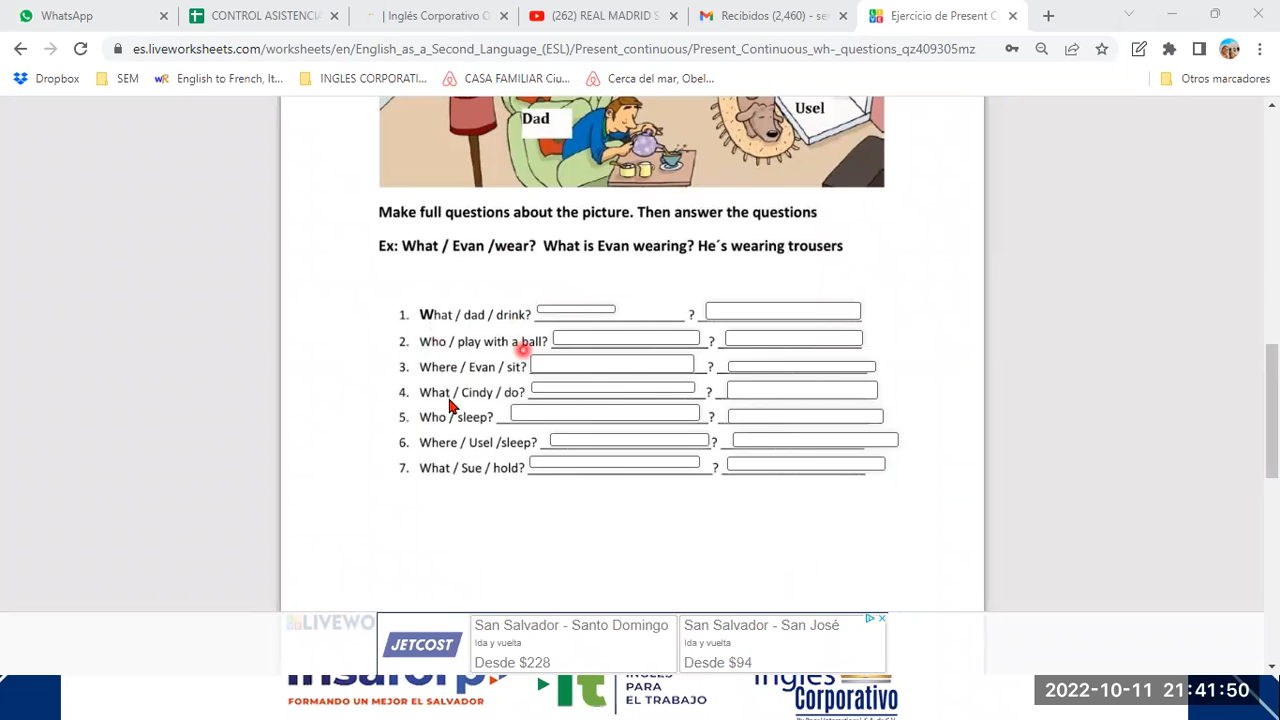 WhatsApp
CONTROL ASISTENCIA
| Inglés Corporativo O
(262) REAL MADRID S
Recibidos (2,460) - se
Ejercicio de Present C
es.liveworksheets.com/worksheets/en/English_as_a_Second_Language_(ESL)/Present_continuous/Present_Continuous_wh-_questions_qz409305mz
Dropbox
SEM
English to French, It...
INGLES CORPORATI...
CASA FAMILIAR Ciu...
Cerca del mar, Obel...
Otros marcadores
Dad
Usel
Make full questions about the picture. Then answer the questions
Ex: What / Evan /wear? What is Evan wearing? He´s wearing trousers
1. What / dad / drink? ?
2. Who / play with a ball? ?
3. Where / Evan / sit? ?
4. What / Cindy / do? ?
5. Who / sleep? ?
6. Where / Usel /sleep? ?
7. What / Sue / hold? ?
LIVEWO
JETCOST
San Salvador - Santo Domingo
Ida y vuelta
Desde $228
San Salvador - San José
Ida y vuelta
Desde $94
insaforp
FORMANDO UN MEJOR EL SALVADOR
INGLÉS
PARA
EL TRABAJO
Inglés
Corporativo
2022-10-11 21:41:50